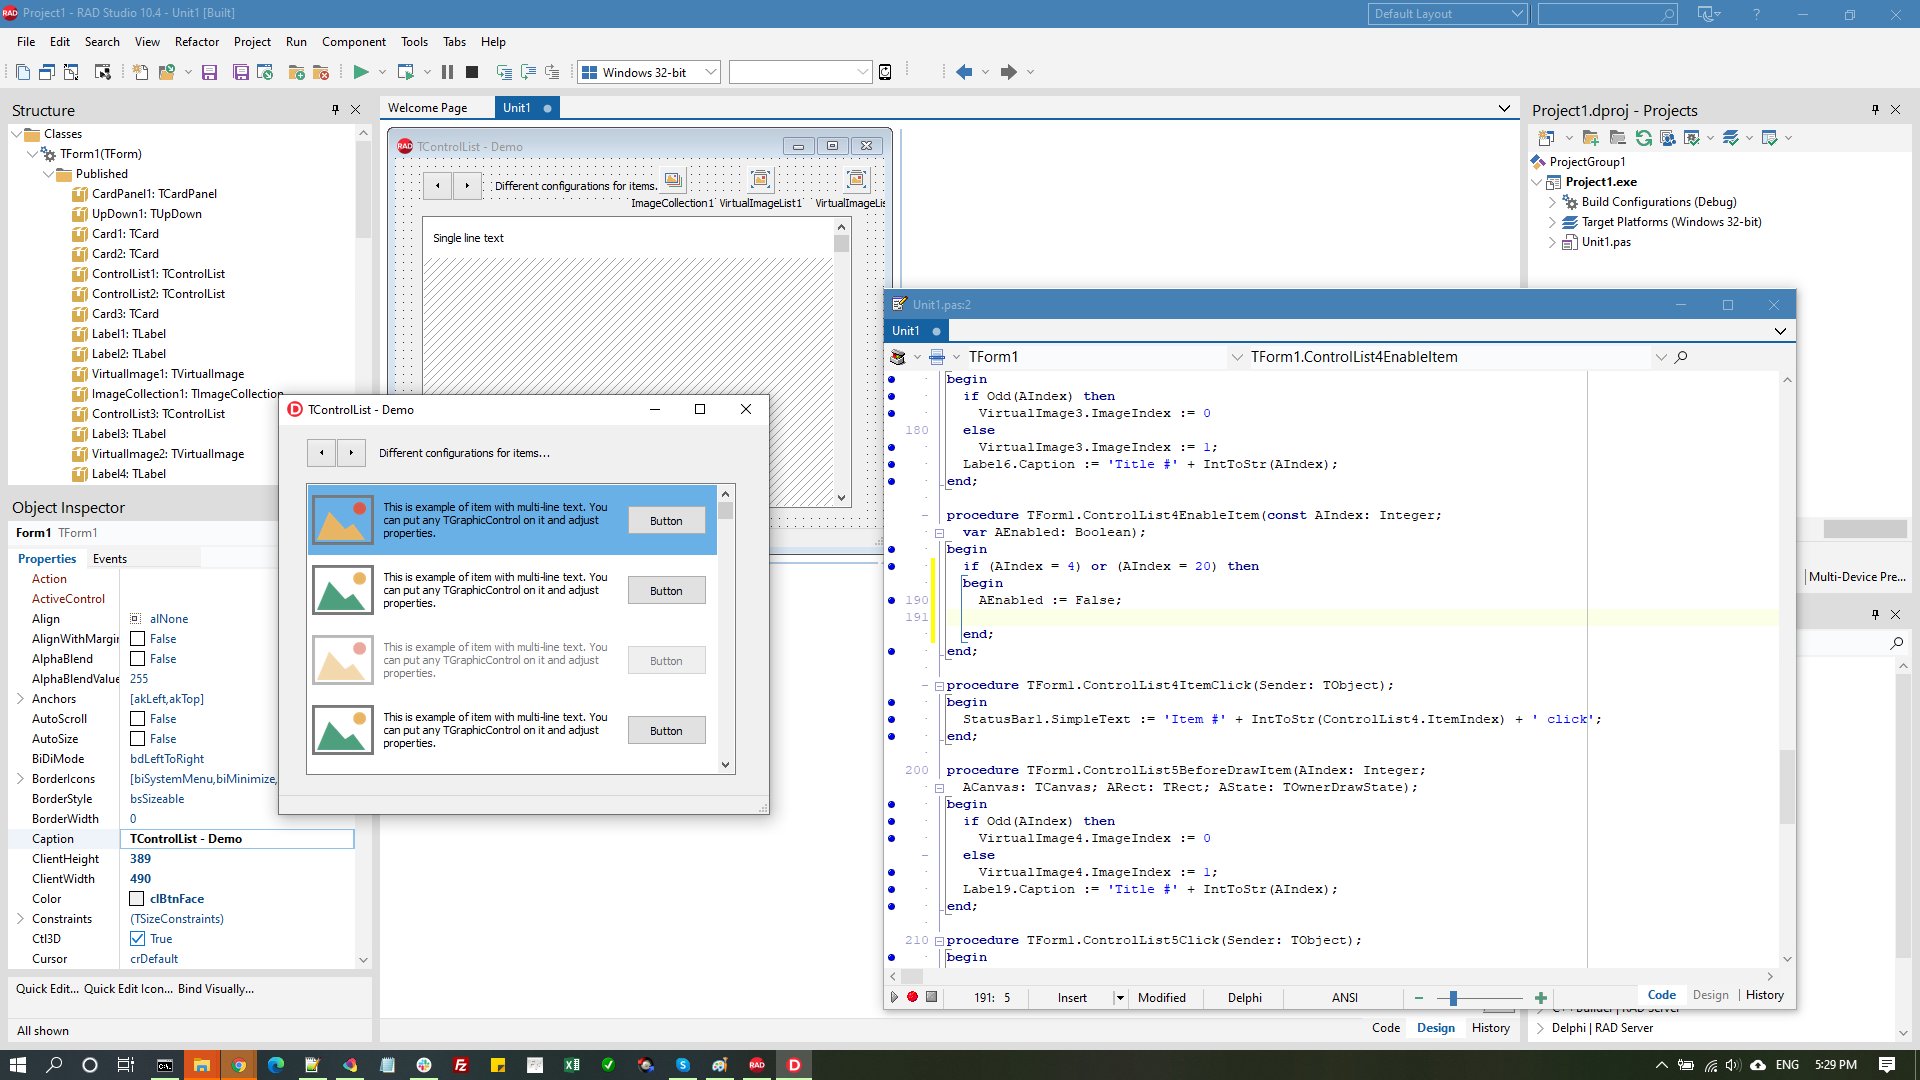 Project1 - RAD Studio 10.4 - Unit1 [Built]
Default Layout
File Edit Search View Refactor Project Run Component Tools Tabs Help
Windows 32-bit
Structure
Classes
TForm1(TForm)
Published
CardPanel1: TCardPanel
UpDown1: TUpDown
Card1: TCard
Card2: TCard
ControlList1: TControlList
ControlList2: TControlList
Card3: TCard
Label1: TLabel
Label2: TLabel
VirtualImage1: TVirtualImage
ImageCollection1: TImageCollection
ControlList3: TControlList
Label3: TLabel
VirtualImage2: TVirtualImage
Label4: TLabel
Object Inspector
Form1 TForm1
Properties Events
Action
ActiveControl
Align alNone
AlignWithMargin False
AlphaBlend False
AlphaBlendValue 255
Anchors [akLeft,akTop]
AutoScroll False
AutoSize False
BiDiMode bdLeftToRight
BorderIcons [biSystemMenu,biMinimize,
BorderStyle bsSizeable
BorderWidth 0
Caption TControlList - Demo
ClientHeight 389
ClientWidth 490
Color clBtnFace
Constraints (TSizeConstraints)
Ctl3D True
Cursor crDefault
Quick Edit... Quick Edit Icon... Bind Visually...
All shown
Welcome Page Unit1
RAD TControlList - Demo
Different configurations for items.
ImageCollection1 VirtualImageList1 VirtualImageLis
Single line text
TControlList - Demo
Different configurations for items...
This is example of item with multi-line text. You
can put any TGraphicControl on it and adjust
properties.
Button
This is example of item with multi-line text. You
can put any TGraphicControl on it and adjust
properties.
Button
This is example of item with multi-line text. You
can put any TGraphicControl on it and adjust
properties.
Button
This is example of item with multi-line text. You
can put any TGraphicControl on it and adjust
properties.
Button
Unit1.pas:2
Unit1
TForm1 TForm1.ControlList4EnableItem
begin
if Odd(AIndex) then
VirtualImage3.ImageIndex := 0
180 else
VirtualImage3.ImageIndex := 1;
Label6.Caption := 'Title #' + IntToStr(AIndex);
end;
procedure TForm1.ControlList4EnableItem(const AIndex: Integer;
var AEnabled: Boolean);
begin
if (AIndex = 4) or (AIndex = 20) then
begin
190 AEnabled := False;
191
end;
end;
procedure TForm1.ControlList4ItemClick(Sender: TObject);
begin
StatusBar1.SimpleText := 'Item #' + IntToStr(ControlList4.ItemIndex) + ' click';
end;
200 procedure TForm1.ControlList5BeforeDrawItem(AIndex: Integer;
ACanvas: TCanvas; ARect: TRect; AState: TOwnerDrawState);
begin
if Odd(AIndex) then
VirtualImage4.ImageIndex := 0
else
VirtualImage4.ImageIndex := 1;
Label9.Caption := 'Title #' + IntToStr(AIndex);
end;
210 procedure TForm1.ControlList5Click(Sender: TObject);
begin
191: 5 Insert Modified Delphi ANSI Code Design History
Code Design History
Project1.dproj - Projects
ProjectGroup1
Project1.exe
Build Configurations (Debug)
Target Platforms (Windows 32-bit)
Unit1.pas
Multi-Device Pre...
C++Builder | RAD Server
Delphi | RAD Server
ENG 5:29 PM